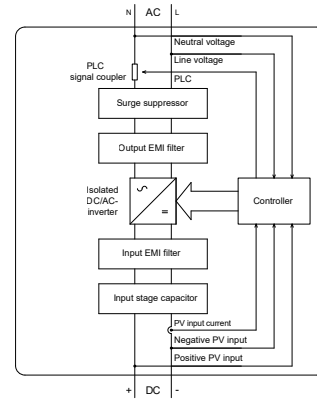 N AC L
Neutral voltage
Line voltage
PLC
signal coupler
PLC
Surge suppressor
Output EMI filter
Isolated
DC/AC-
inverter
=
Controller
Input EMI filter
Input stage capacitor
PV input current
Negative PV input
Positive PV input
+ DC -